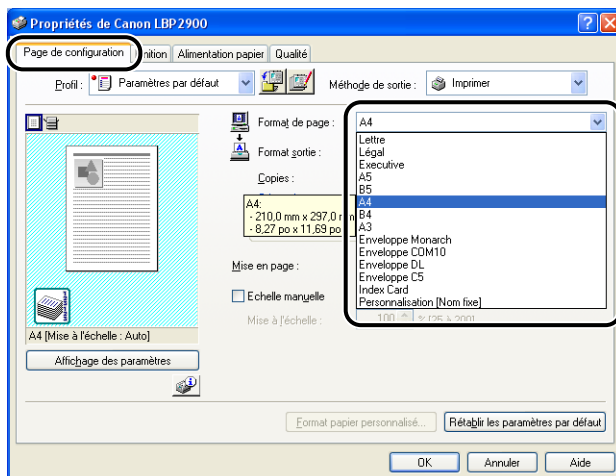 Propriétés de Canon LBP2900
Page de configuration
Alimentation papier
Qualité
Profil :
Paramètres par défaut
Méthode de sortie :
Imprimer
Format de page :
A4
Format sortie :
Copies :
Lettre
Légal
Executive
A5
B5
A4
B4
A3
Enveloppe Monarch
Enveloppe COM10
Enveloppe DL
Enveloppe C5
Index Card
Personnalisation [Nom fixe]
A4:
- 210,0 mm x 297,0
- 8,27 po x 11,69 po
Mise en page :
Echelle manuelle
Mise à l'échelle :
100
% [25 à 200]
A4 [Mise à l'échelle : Auto]
Affichage des paramètres
Format papier personnalisé...
Rétablir les paramètres par défaut
OK
Annuler
Aide